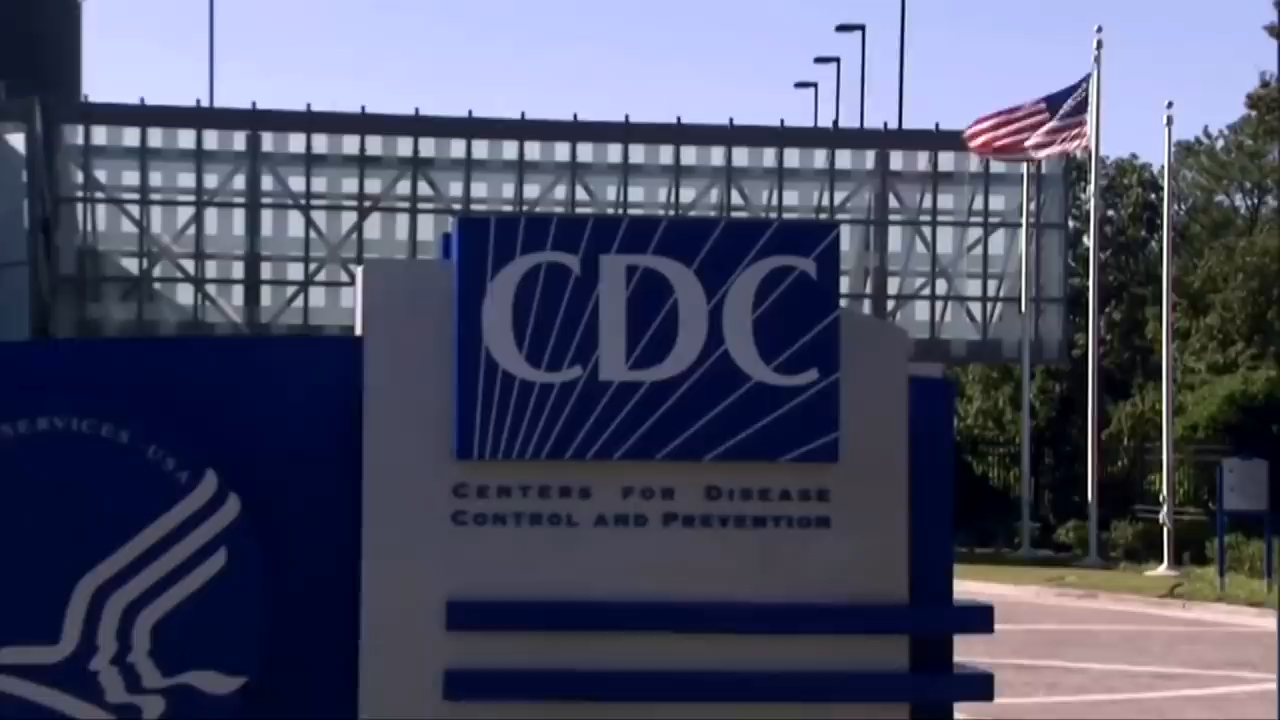 CDC
CENTERS FOR DISEASE
CONTROL AND PREVENTION
SERVICES USA